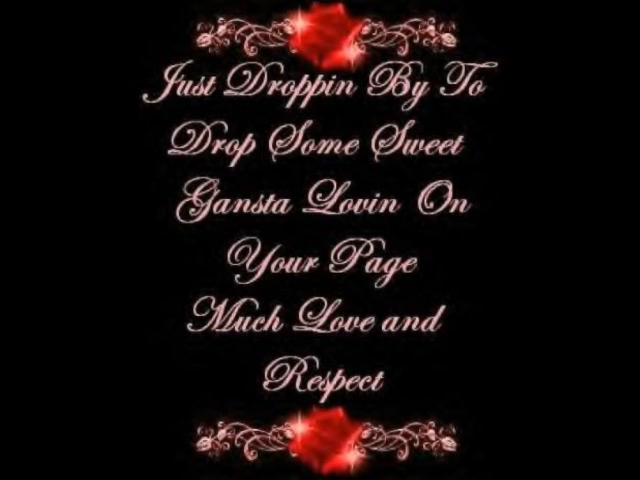 Just Droppin By To
Drop Some Sweet
Gansta Lovin On
Your Page
Much Love and
Respect